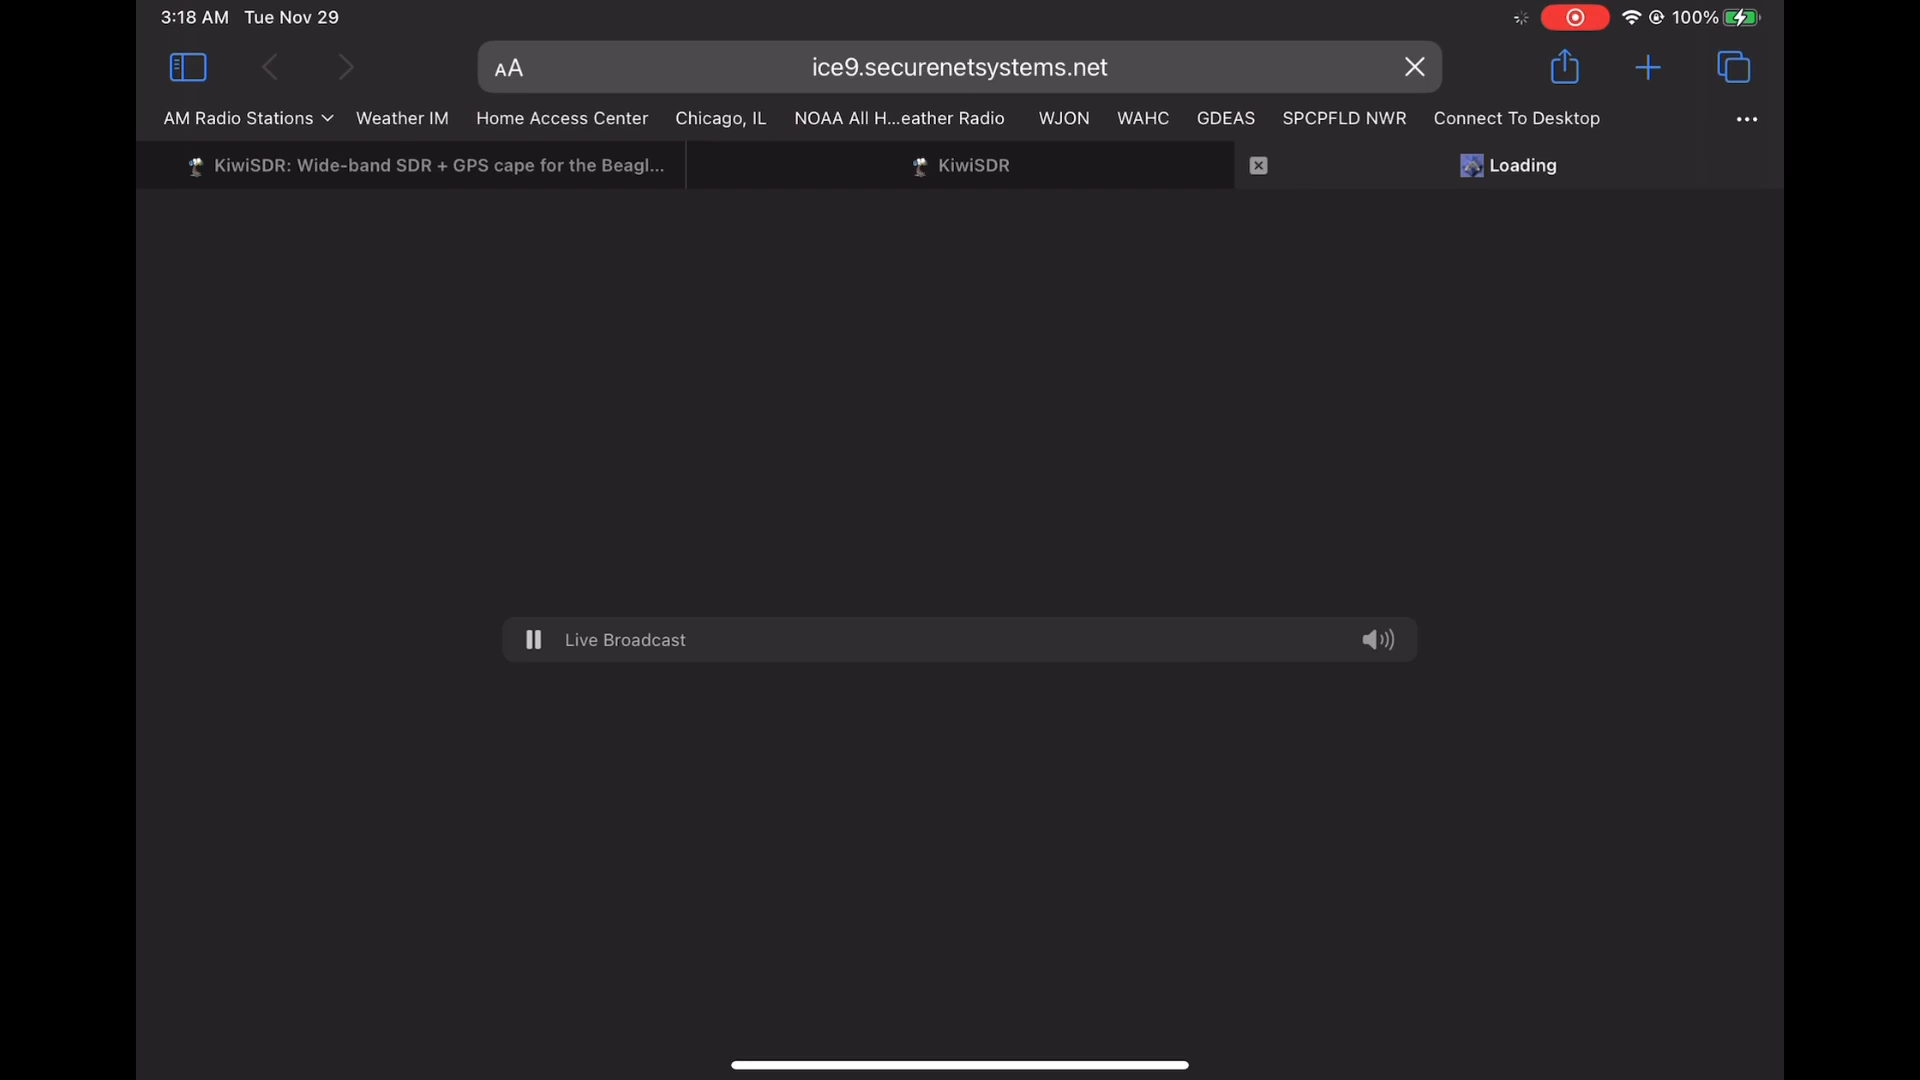 3:18 AM Tue Nov 29
100%
AA
ice9.securenetsystems.net
AM Radio Stations Weather IM Home Access Center Chicago, IL NOAA All H...eather Radio WJON WAHC GDEAS SPCPFLD NWR Connect To Desktop
KiwiSDR: Wide-band SDR + GPS cape for the Beagl... KiwiSDR Loading
Live Broadcast